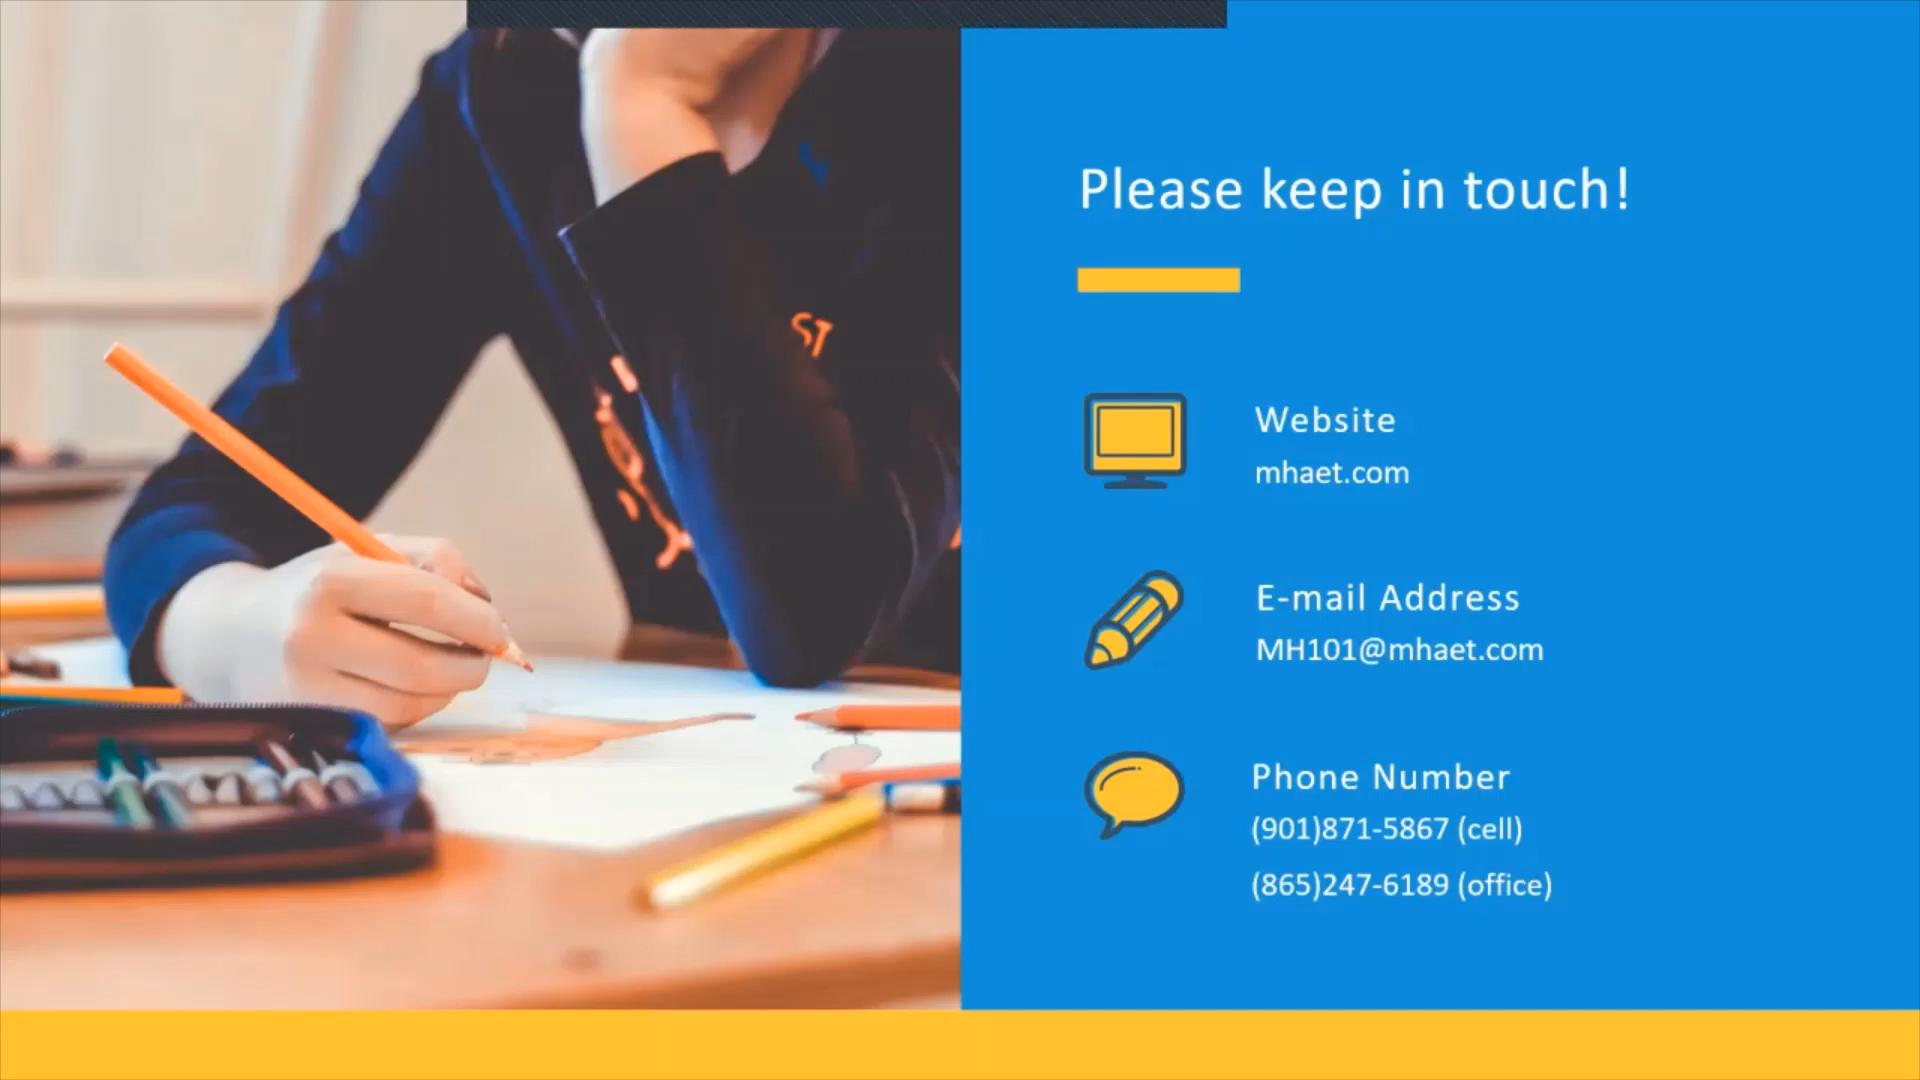 Please keep in touch!
ST
Website
mhaet.com
E-mail Address
MH101@mhaet.com
Phone Number
(901)871-5867 (cell)
(865)247-6189 (office)